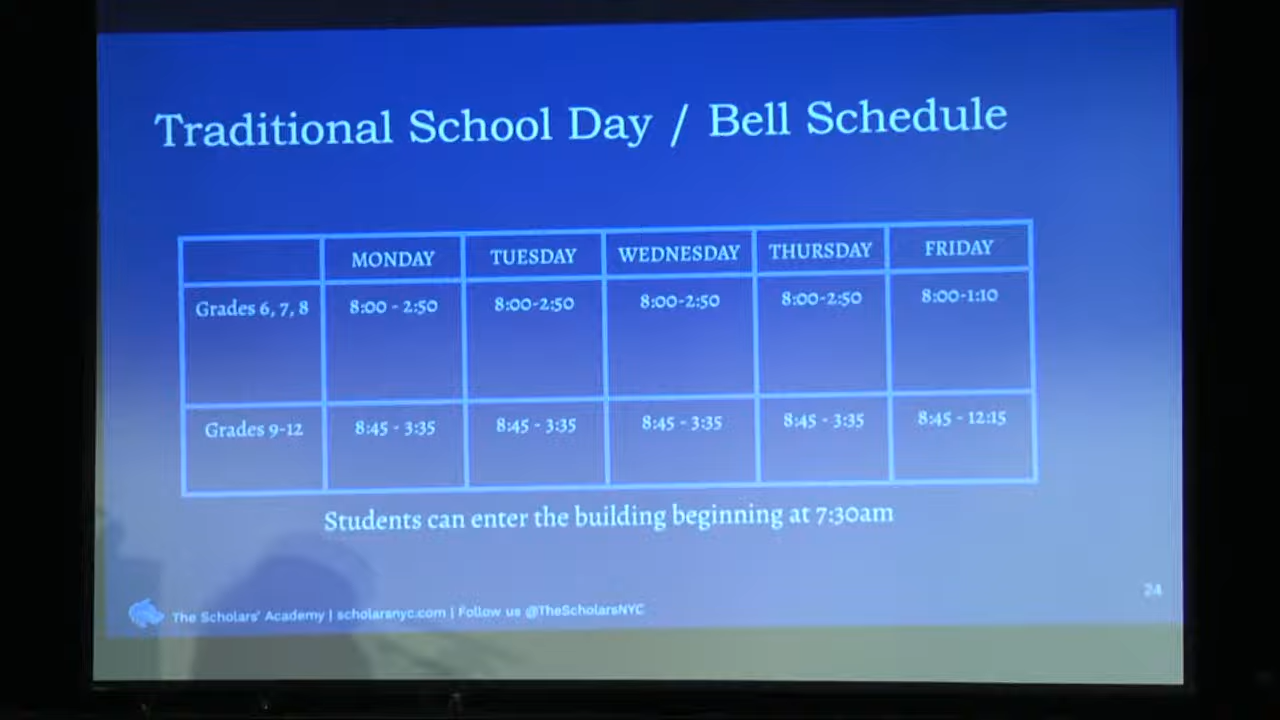 Traditional School Day / Bell Schedule
MONDAY TUESDAY WEDNESDAY THURSDAY FRIDAY
Grades 6, 7, 8 8:00 - 2:50 8:00-2:50 8:00-2:50 8:00-2:50 8:00-1:10
Grades 9-12 8:45 - 3:35 8:45 - 3:35 8:45 - 3:35 8:45 - 3:35 8:45 - 12:15
Students can enter the building beginning at 7:30am
24
The Scholars' Academy | scholarsnyc.com | Follow us @TheScholarsNYC